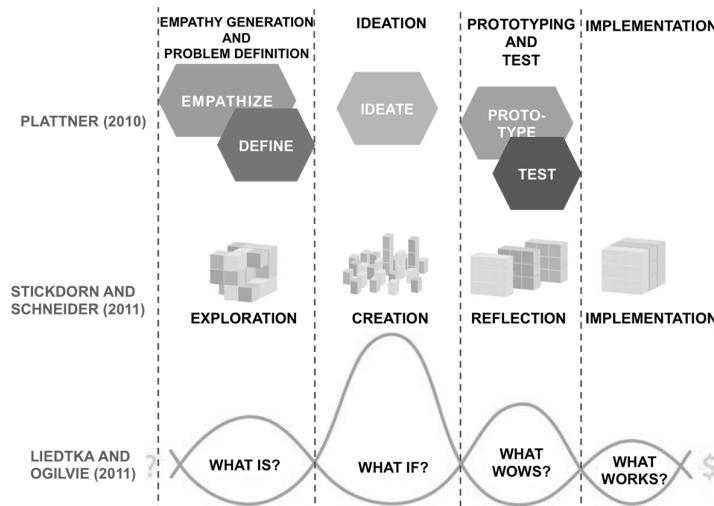 EMPATHY GENERATION
AND
PROBLEM DEFINITION
IDEATION
PROTOTYPING
AND
TEST
IMPLEMENTATION
PLATTNER (2010)
EMPATHIZE
DEFINE
IDEATE
PROTO-
TYPE
TEST
STICKDORN AND
SCHNEIDER (2011)
EXPLORATION
CREATION
REFLECTION
IMPLEMENTATION
LIEDTKA AND
OGILVIE (2011)
?
WHAT IS?
WHAT IF?
WHAT
WOWS?
WHAT
WORKS?
$